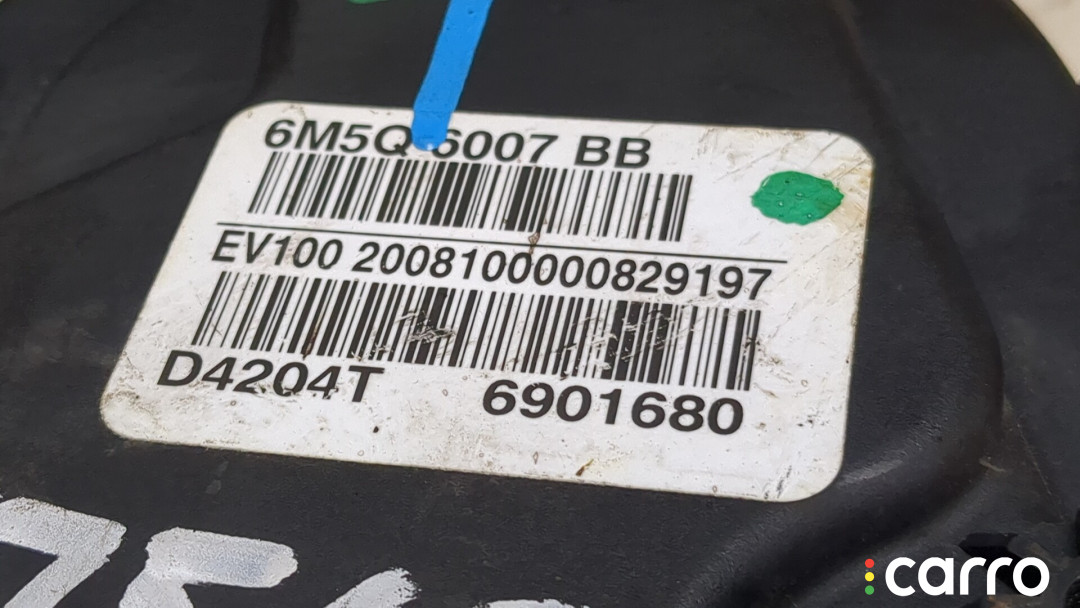 6M5Q 6007 BB
EV100 2008100000829197
D4204T 6901680
carro